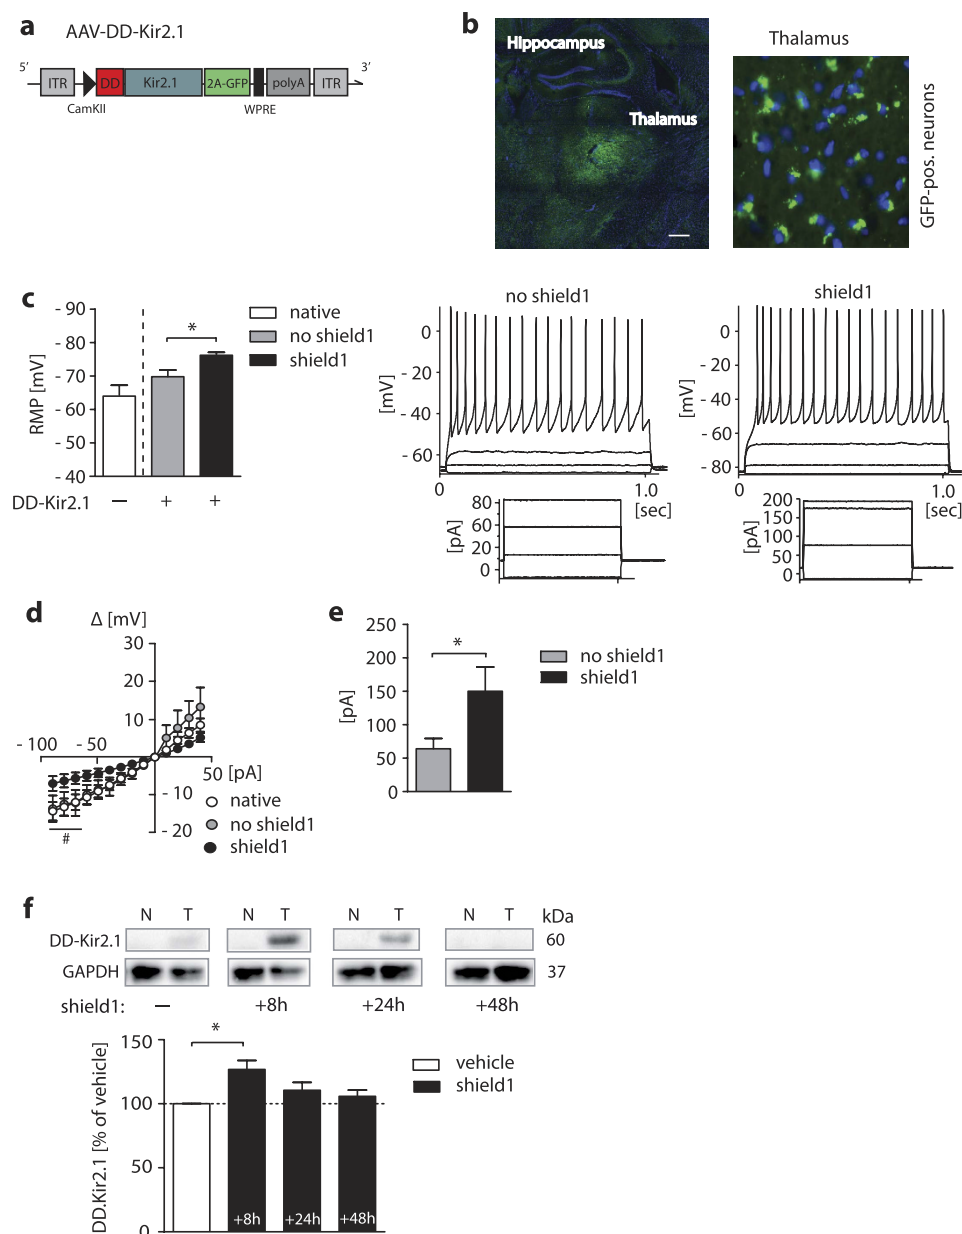 a
AAV-DD-Kir2.1
5′ 3′
ITR DD Kir2.1 2A-GFP polyA ITR
CamKII WPRE
b
Hippocampus
Thalamus
Thalamus
GFP-pos. neurons
c
RMP [mV]
- 90
- 80
- 70
- 60
- 50
- 40
*
DD-Kir2.1 — + +
native
no shield1
shield1
no shield1
[mV]
0
- 20
- 40
- 60
- 80
0 1.0
[sec]
[pA]
80
60
20
0
shield1
[mV]
0
- 20
- 40
- 60
- 80
0 1.0
[sec]
[pA]
200
150
100
50
0
d
Δ [mV]
30
20
10
- 100 - 50
50 [pA]
- 10
- 20
#
native
no shield1
shield1
e
[pA]
250
200
150
100
50
0
*
no shield1
shield1
f
N T N T N T N T kDa
DD-Kir2.1 60
GAPDH 37
shield1: — +8h +24h +48h
DD.Kir2.1 [% of vehicle]
150
100
50
0
*
+8h +24h +48h
vehicle
shield1